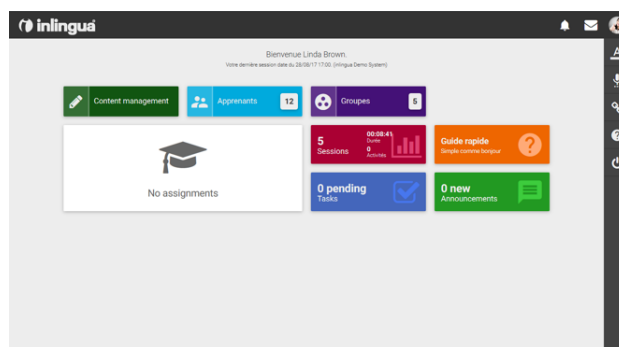 inlingua
Bienvenue Linda Brown.
Votre dernière session date du 28/08/17 17:00. (inlingua Demo System)
Content management
Apprenants 12
Groupes 5
No assignments
5
Sessions
00:08:41
Durée
0
Activités
Guide rapide
Simple comme bonjour
0 pending
Tasks
0 new
Announcements